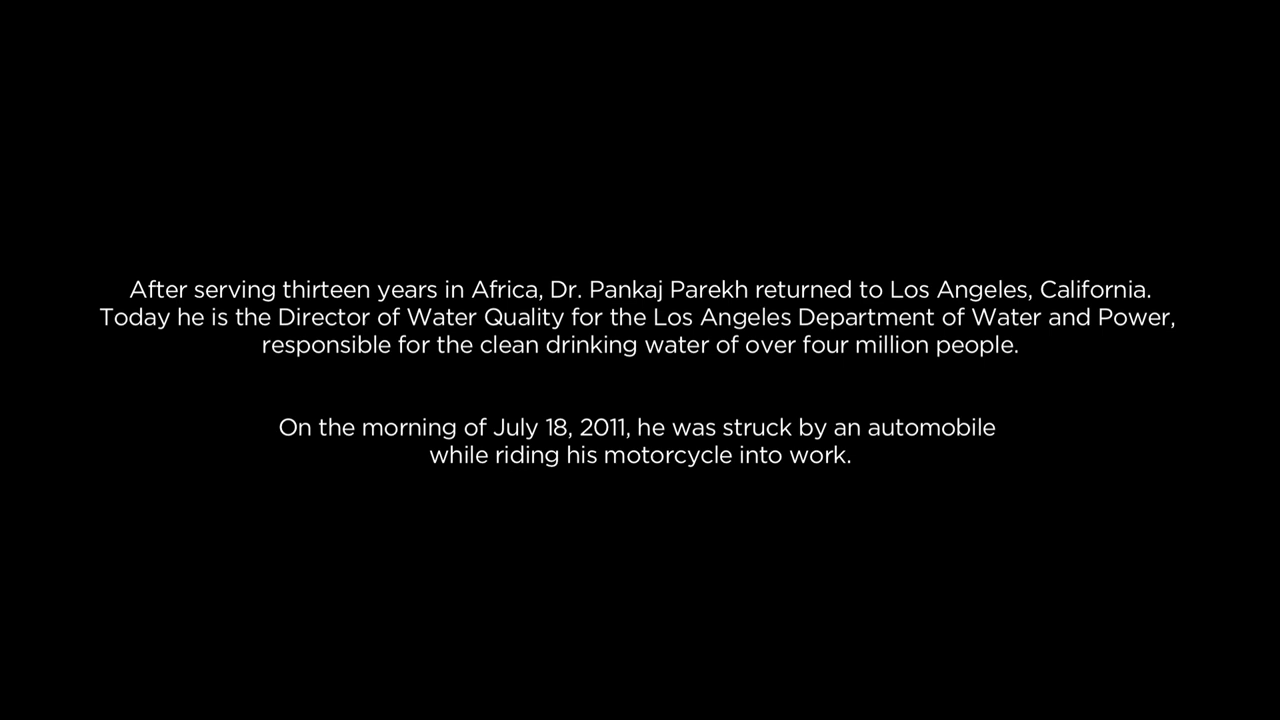 After serving thirteen years in Africa, Dr. Pankaj Parekh returned to Los Angeles, California.
Today he is the Director of Water Quality for the Los Angeles Department of Water and Power,
responsible for the clean drinking water of over four million people.
On the morning of July 18, 2011, he was struck by an automobile
while riding his motorcycle into work.